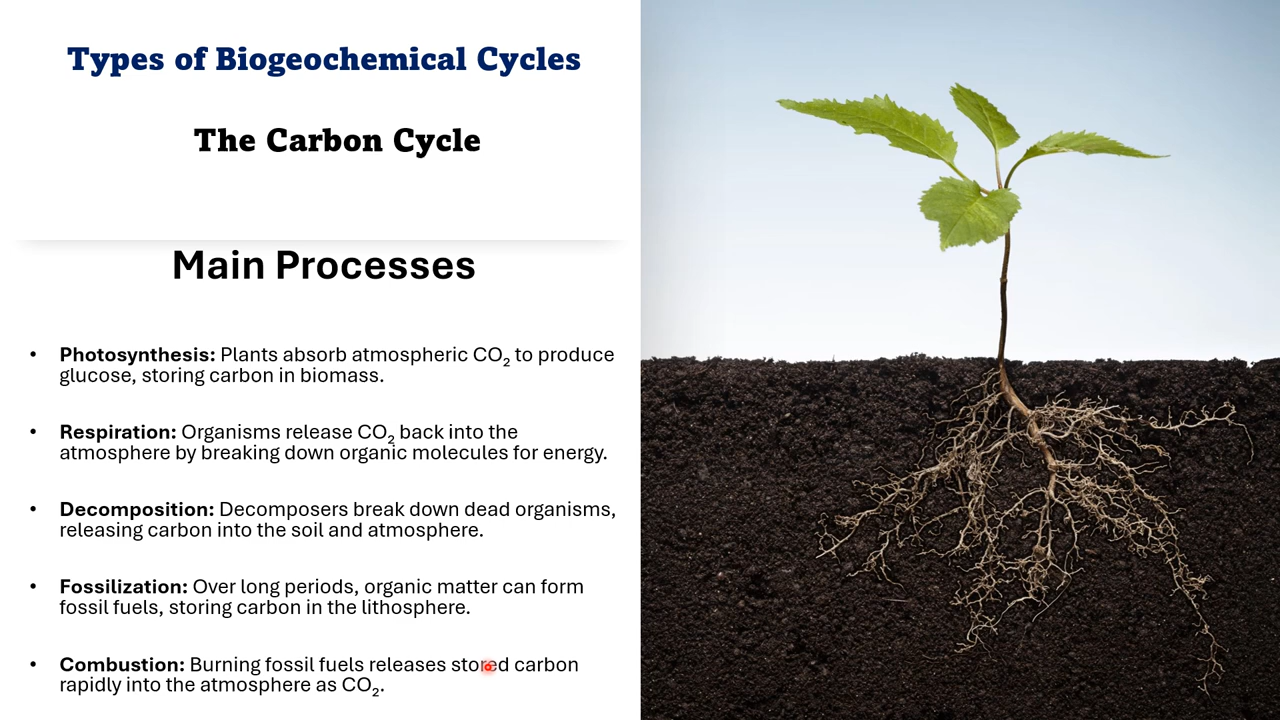 Types of Biogeochemical Cycles
The Carbon Cycle
Main Processes
• Photosynthesis: Plants absorb atmospheric CO₂ to produce
glucose, storing carbon in biomass.
• Respiration: Organisms release CO₂ back into the
atmosphere by breaking down organic molecules for energy.
• Decomposition: Decomposers break down dead organisms,
releasing carbon into the soil and atmosphere.
• Fossilization: Over long periods, organic matter can form
fossil fuels, storing carbon in the lithosphere.
• Combustion: Burning fossil fuels releases stored carbon
rapidly into the atmosphere as CO₂.